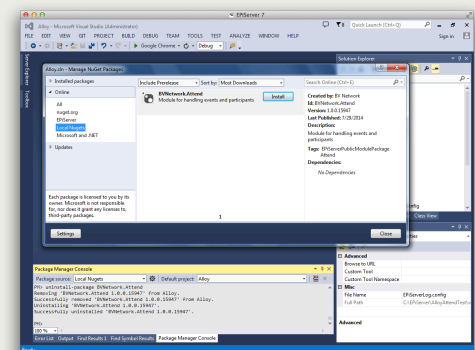 EPiServer 7
Alloy - Microsoft Visual Studio (Administrator)
Quick Launch (Ctrl+Q)
FILE EDIT VIEW GIT PROJECT BUILD DEBUG TEAM TOOLS TEST ANALYZE WINDOW HELP
Sign in
Google Chrome
Debug
Server Explorer
Toolbox
Solution Explorer
Alloy.sln - Manage NuGet Packages
Installed packages
Online
All
nuget.org
EPiServer
Local Nugets
Microsoft and .NET
Updates
Each package is licensed to you by its
owner. Microsoft is not responsible
for, nor does it grant any licenses to,
third-party packages.
Include Prerelease
Sort by: Most Downloads
BVNetwork.Attend
Module for handling events and participants
Install
1
Search Online (Ctrl+E)
Created by: BV Network
Id: BVNetwork.Attend
Version: 1.0.0.15947
Last Published: 7/29/2014
Description:
Module for handling events and
participants
Tags: EPiServerPublicModulePackage
Attend
Dependencies:
No Dependencies
Settings
Close
Class View
Package Manager Console
Package source: Local Nugets
Default project: Alloy
PM> uninstall-package BVNetwork.Attend
Removing 'BVNetwork.Attend 1.0.0.15947' from Alloy.
Successfully removed 'BVNetwork.Attend 1.0.0.15947' from Alloy.
Uninstalling 'BVNetwork.Attend 1.0.0.15947'.
Successfully uninstalled 'BVNetwork.Attend 1.0.0.15947'.
PM>
100 %
Error List Output Find Results 1 Find Symbol Results Package Manager Console
Advanced
Browse to URL
Custom Tool
Custom Tool Namespace
Misc
File Name EPiServerLog.config
Full Path
Advanced
Ready